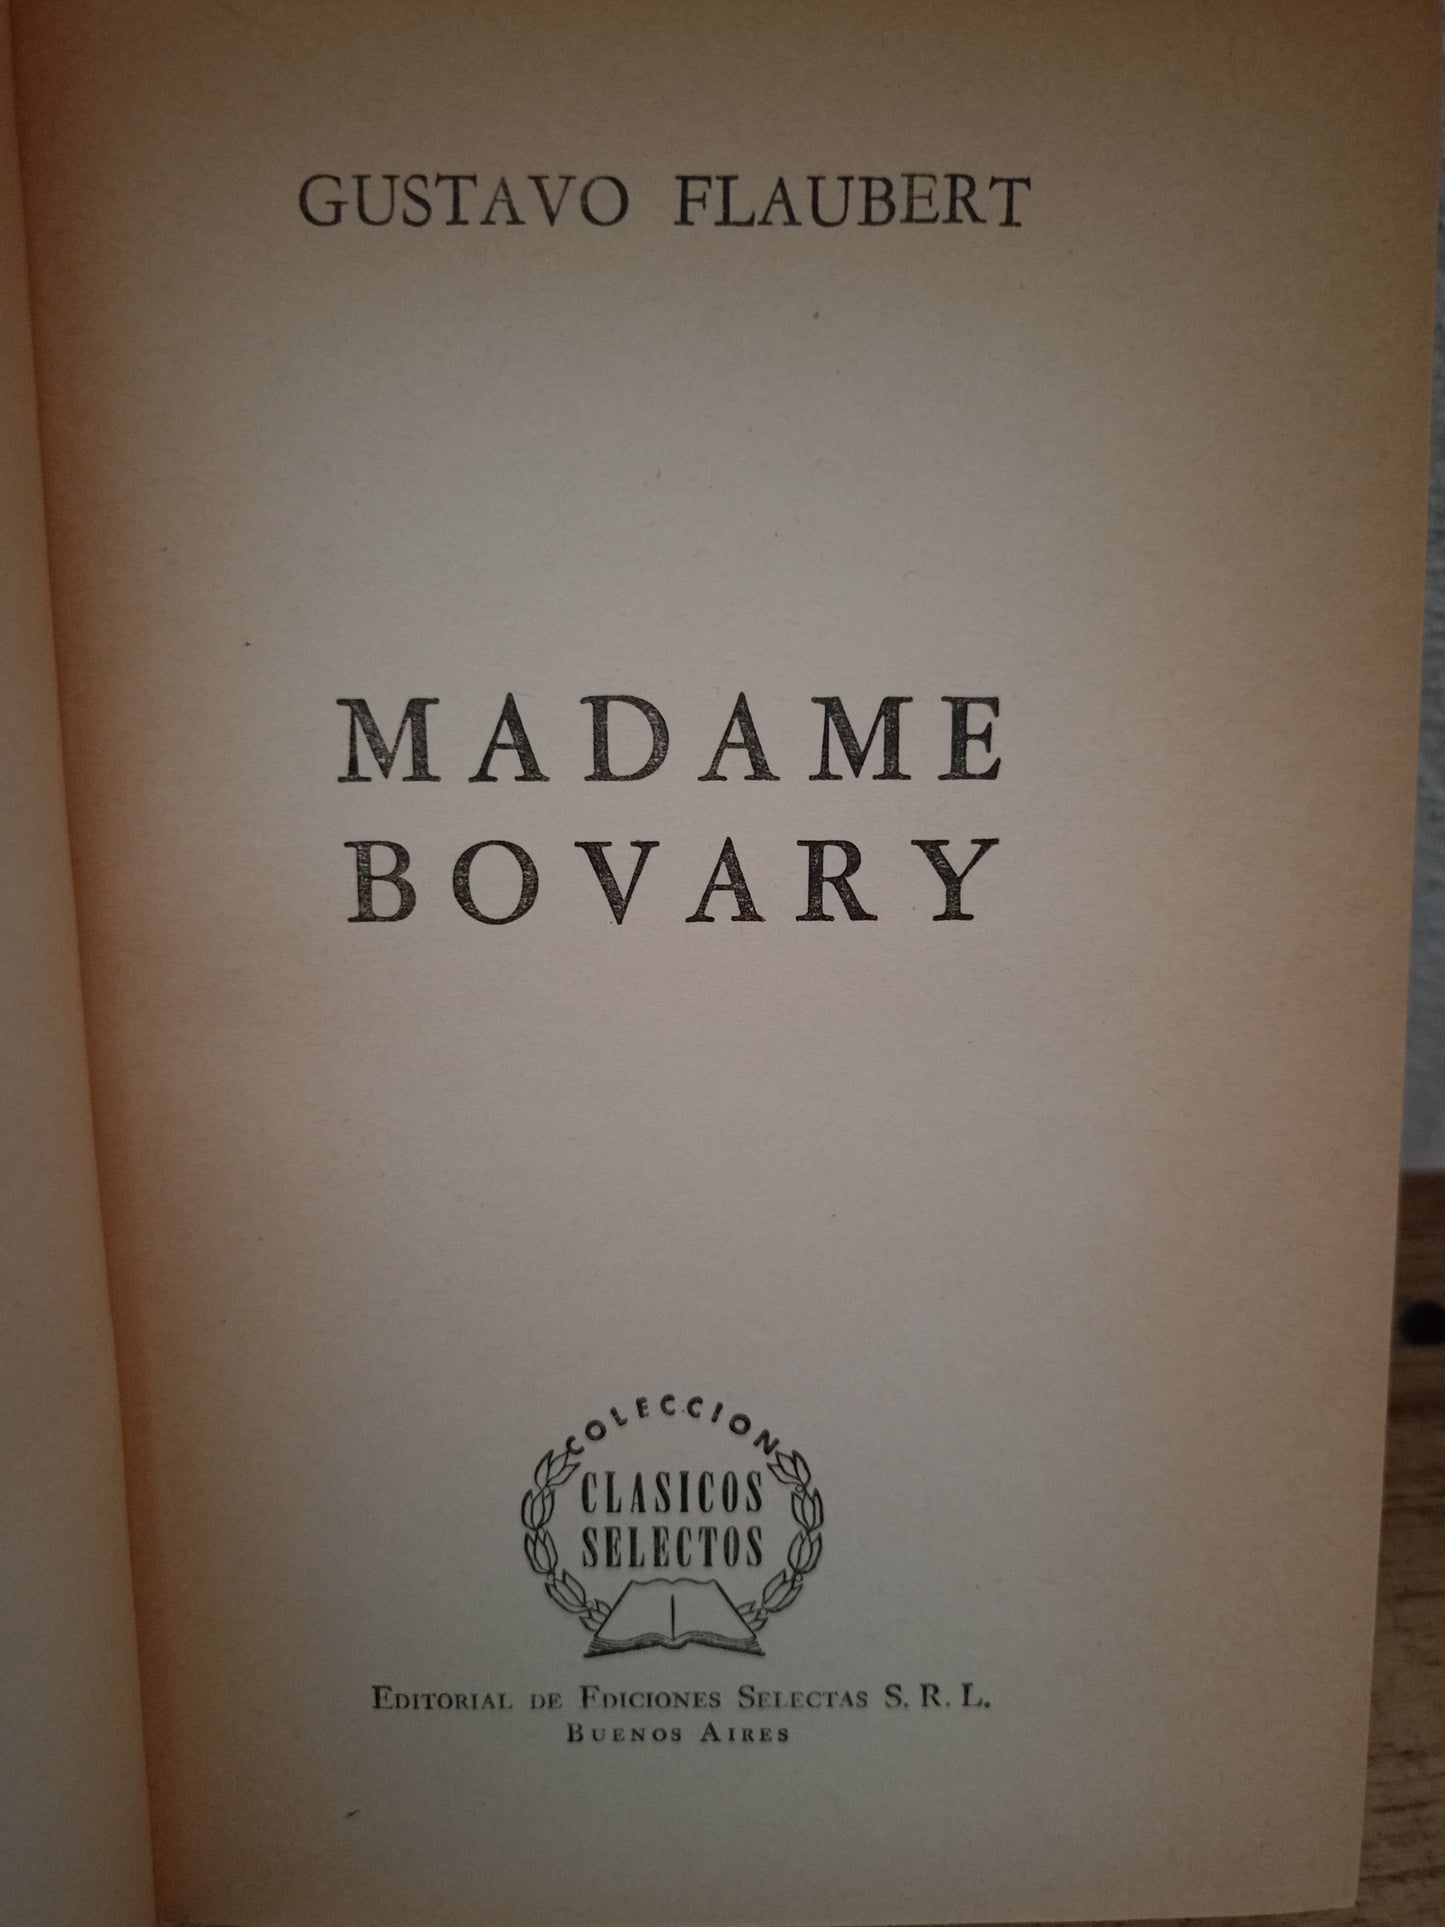 GUSTAVO FLAUBERT
MADAME
BOVARY
COLECCION
CLASICOS
SELECTOS
EDITORIAL DE EDICIONES SELECTAS S. R. L.
BUENOS AIRES